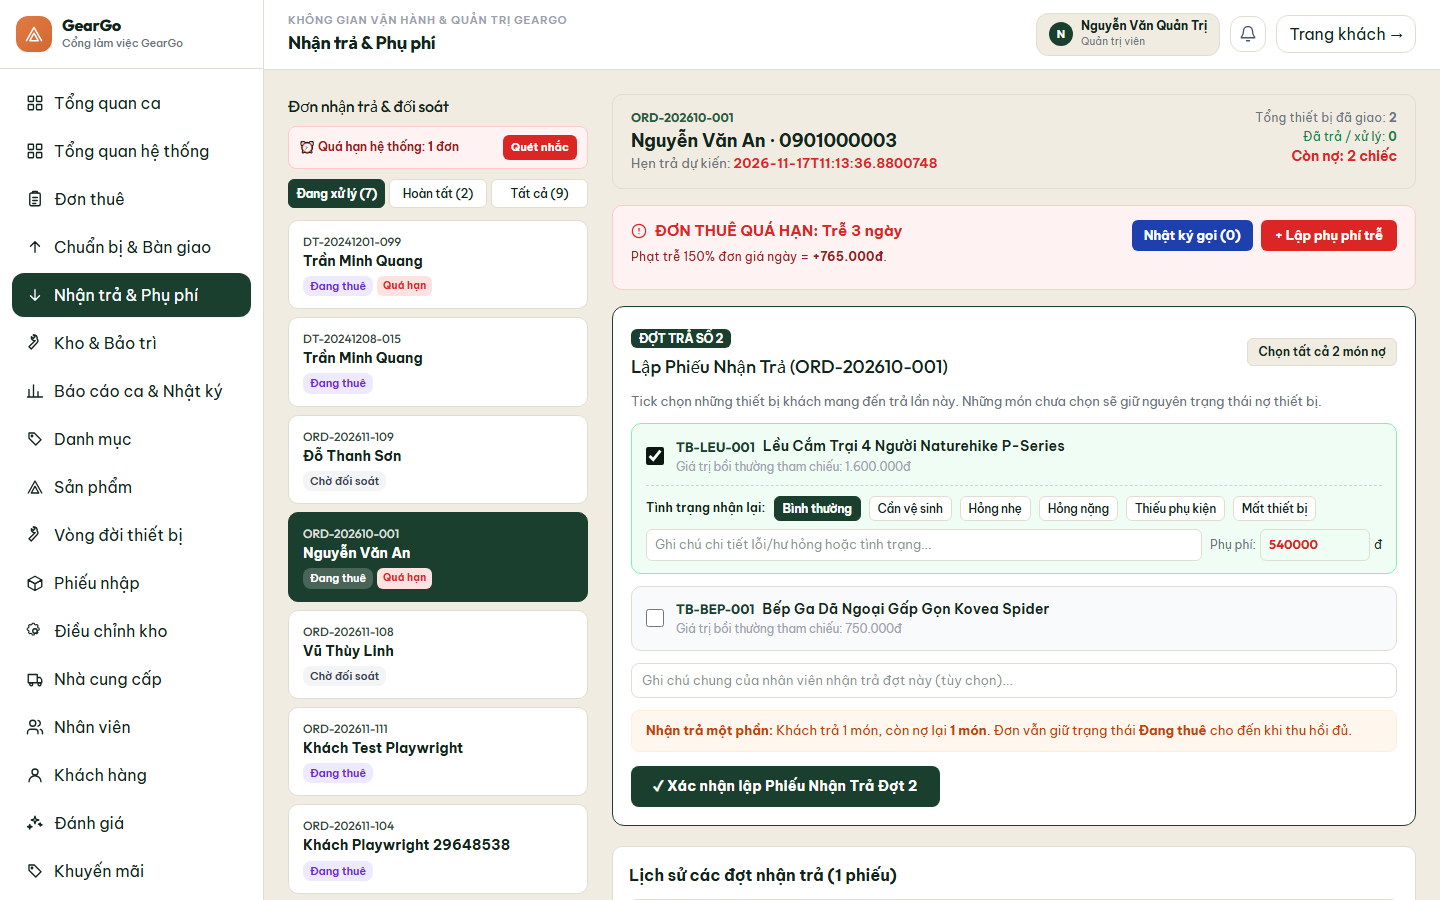 GearGo
Cổng làm việc GearGo
Tổng quan ca
Tổng quan hệ thống
Đơn thuê
Chuẩn bị & Bàn giao
Nhận trả & Phụ phí
Kho & Bảo trì
Báo cáo ca & Nhật ký
Danh mục
Sản phẩm
Vòng đời thiết bị
Phiếu nhập
Điều chỉnh kho
Nhà cung cấp
Nhân viên
Khách hàng
Đánh giá
Khuyến mãi
KHÔNG GIAN VẬN HÀNH & QUẢN TRỊ GEARGO
Nhận trả & Phụ phí
N
Nguyễn Văn Quản Trị
Quản trị viên
Trang khách →
Đơn nhận trả & đối soát
⏰ Quá hạn hệ thống: 1 đơn
Quét nhắc
Đang xử lý (7)
Hoàn tất (2)
Tất cả (9)
DT-20241201-099
Trần Minh Quang
Đang thuê
Quá hạn
DT-20241208-015
Trần Minh Quang
Đang thuê
ORD-202611-109
Đỗ Thanh Sơn
Chờ đối soát
ORD-202610-001
Nguyễn Văn An
Đang thuê
Quá hạn
ORD-202611-108
Vũ Thùy Linh
Chờ đối soát
ORD-202611-111
Khách Test Playwright
Đang thuê
ORD-202611-104
Khách Playwright 29648538
Đang thuê
ORD-202610-001
Nguyễn Văn An · 0901000003
Hẹn trả dự kiến: 2026-11-17T11:13:36.8800748
Tổng thiết bị đã giao: 2
Đã trả / xử lý: 0
Còn nợ: 2 chiếc
ĐƠN THUÊ QUÁ HẠN: Trễ 3 ngày
Phạt trễ 150% đơn giá ngày = +765.000đ.
Nhật ký gọi (0)
+ Lập phụ phí trễ
ĐỢT TRẢ SỐ 2
Lập Phiếu Nhận Trả (ORD-202610-001)
Chọn tất cả 2 món nợ
Tick chọn những thiết bị khách mang đến trả lần này. Những món chưa chọn sẽ giữ nguyên trạng thái nợ thiết bị.
TB-LEU-001 Lều Cắm Trại 4 Người Naturehike P-Series
Giá trị bồi thường tham chiếu: 1.600.000đ
Tình trạng nhận lại:
Bình thường
Cần vệ sinh
Hỏng nhẹ
Hỏng nặng
Thiếu phụ kiện
Mất thiết bị
Ghi chú chi tiết lỗi/hư hỏng hoặc tình trạng...
Phụ phí: 540000 đ
TB-BEP-001 Bếp Ga Dã Ngoại Gấp Gọn Kovea Spider
Giá trị bồi thường tham chiếu: 750.000đ
Ghi chú chung của nhân viên nhận trả đợt này (tùy chọn)...
Nhận trả một phần: Khách trả 1 món, còn nợ lại 1 món. Đơn vẫn giữ trạng thái Đang thuê cho đến khi thu hồi đủ.
✓ Xác nhận lập Phiếu Nhận Trả Đợt 2
Lịch sử các đợt nhận trả (1 phiếu)